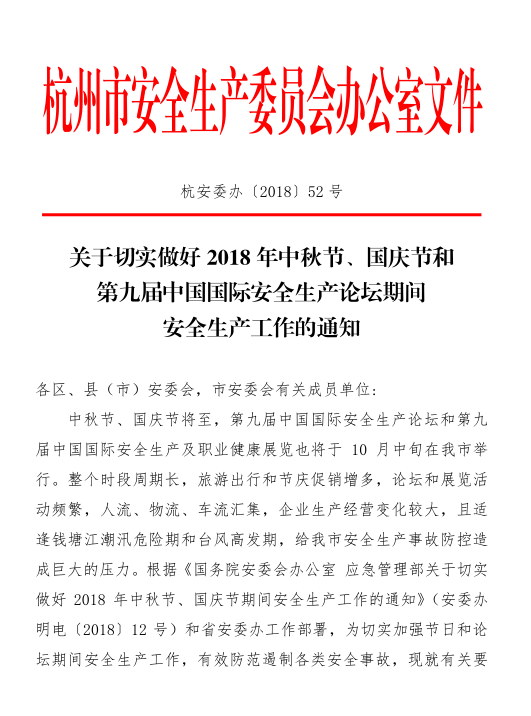 杭州市安全生产委员会办公室文件
杭安委办〔2018〕52 号
关于切实做好 2018 年中秋节、国庆节和
第九届中国国际安全生产论坛期间
安全生产工作的通知
各区、县（市）安委会，市安委会有关成员单位:
中秋节、国庆节将至，第九届中国国际安全生产论坛和第九
届中国国际安全生产及职业健康展览也将于 10 月中旬在我市举
行。整个时段周期长，旅游出行和节庆促销增多，论坛和展览活
动频繁，人流、物流、车流汇集，企业生产经营变化较大，且适
逢钱塘江潮汛危险期和台风高发期，给我市安全生产事故防控造
成巨大的压力。根据《国务院安委会办公室 应急管理部关于切实
做好 2018 年中秋节、国庆节期间安全生产工作的通知》（安委办
明电〔2018〕12 号）和省安委办工作部署，为切实加强节日和论
坛期间安全生产工作，有效防范遏制各类安全事故，现就有关要